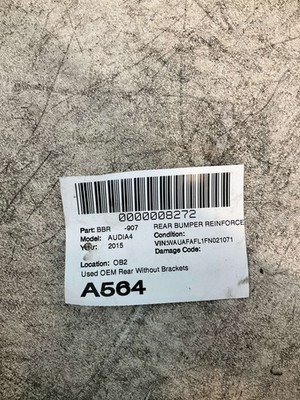 0000008272
Part: BBR -907 REAR BUMPER REINFORCE
Model: AUDIA4 Condition:
Year: 2015 VIN:WAUAFAFL1FN021071
Damage Code:
Location: OB2
Used OEM Rear Without Brackets
A564